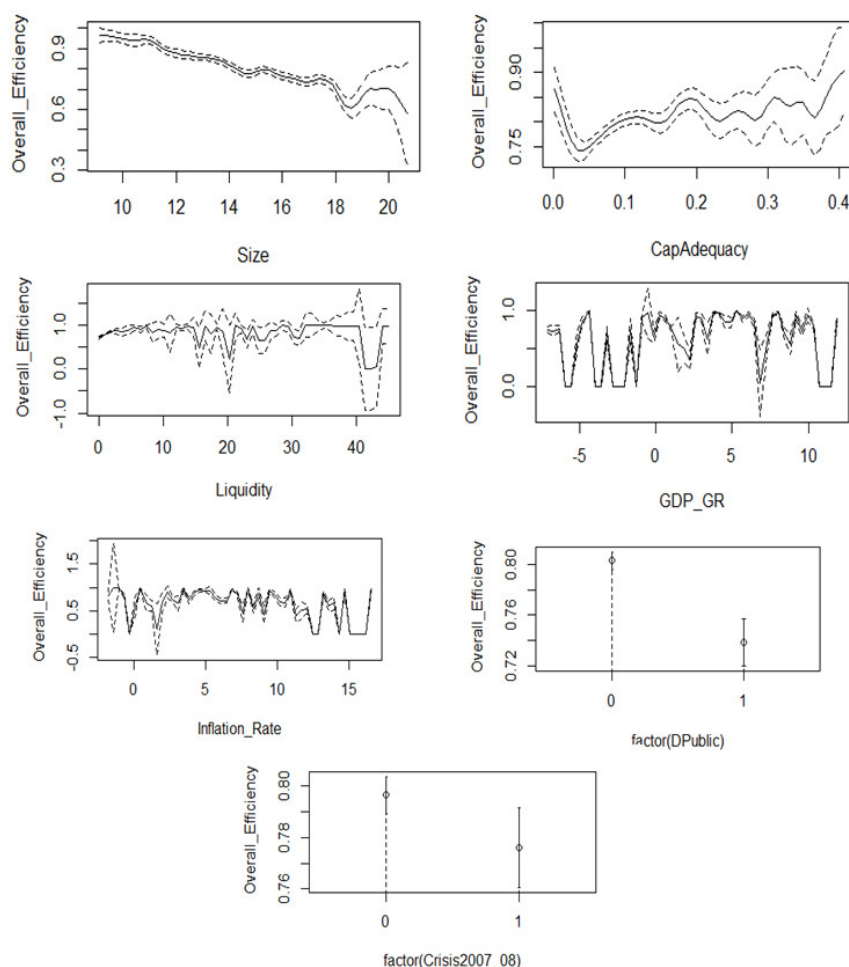 Overall_Efficiency
0.3 0.6 0.9
10 12 14 16 18 20
Size
Overall_Efficiency
0.75 0.90
0.0 0.1 0.2 0.3 0.4
CapAdequacy
Overall_Efficiency
-1.0 0.0 1.0
0 10 20 30 40
Liquidity
Overall_Efficiency
0.0 1.0
-5 0 5 10
GDP_GR
Overall_Efficiency
-0.5 0.5 1.5
0 5 10 15
Inflation_Rate
Overall_Efficiency
0.72 0.76 0.80
0 1
factor(DPublic)
Overall_Efficiency
0.76 0.78 0.80
0 1
factor(Crisis2007_08)